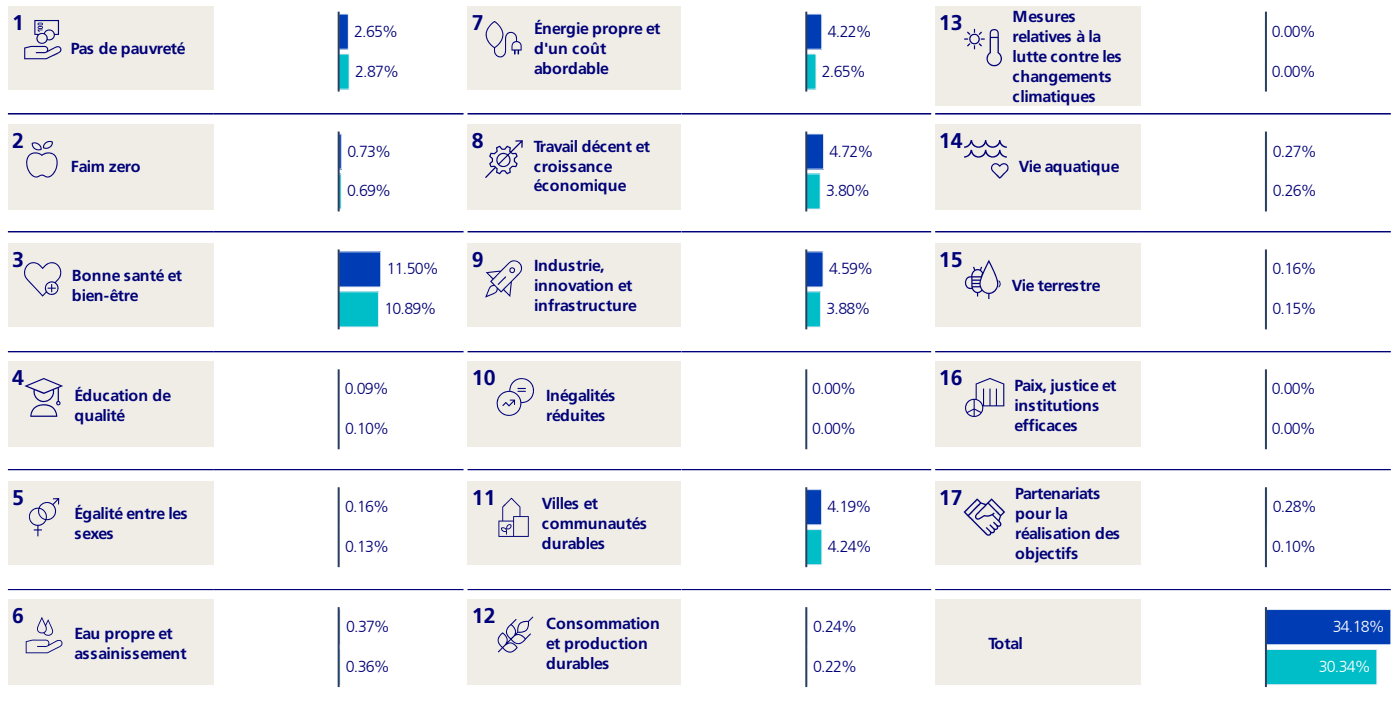 1
Pas de pauvreté
2.65%
2.87%
2
Faim zero
0.73%
0.69%
3
Bonne santé et
bien-être
11.50%
10.89%
4
Éducation de
qualité
0.09%
0.10%
5
Égalité entre les
sexes
0.16%
0.13%
6
Eau propre et
assainissement
0.37%
0.36%
7
Énergie propre et
d'un coût
abordable
4.22%
2.65%
8
Travail décent et
croissance
économique
4.72%
3.80%
9
Industrie,
innovation et
infrastructure
4.59%
3.88%
10
Inégalités
réduites
0.00%
0.00%
11
Villes et
communautés
durables
4.19%
4.24%
12
Consommation
et production
durables
0.24%
0.22%
13
Mesures
relatives à la
lutte contre les
changements
climatiques
0.00%
0.00%
14
Vie aquatique
0.27%
0.26%
15
Vie terrestre
0.16%
0.15%
16
Paix, justice et
institutions
efficaces
0.00%
0.00%
17
Partenariats
pour la
réalisation des
objectifs
0.28%
0.10%
Total
34.18%
30.34%